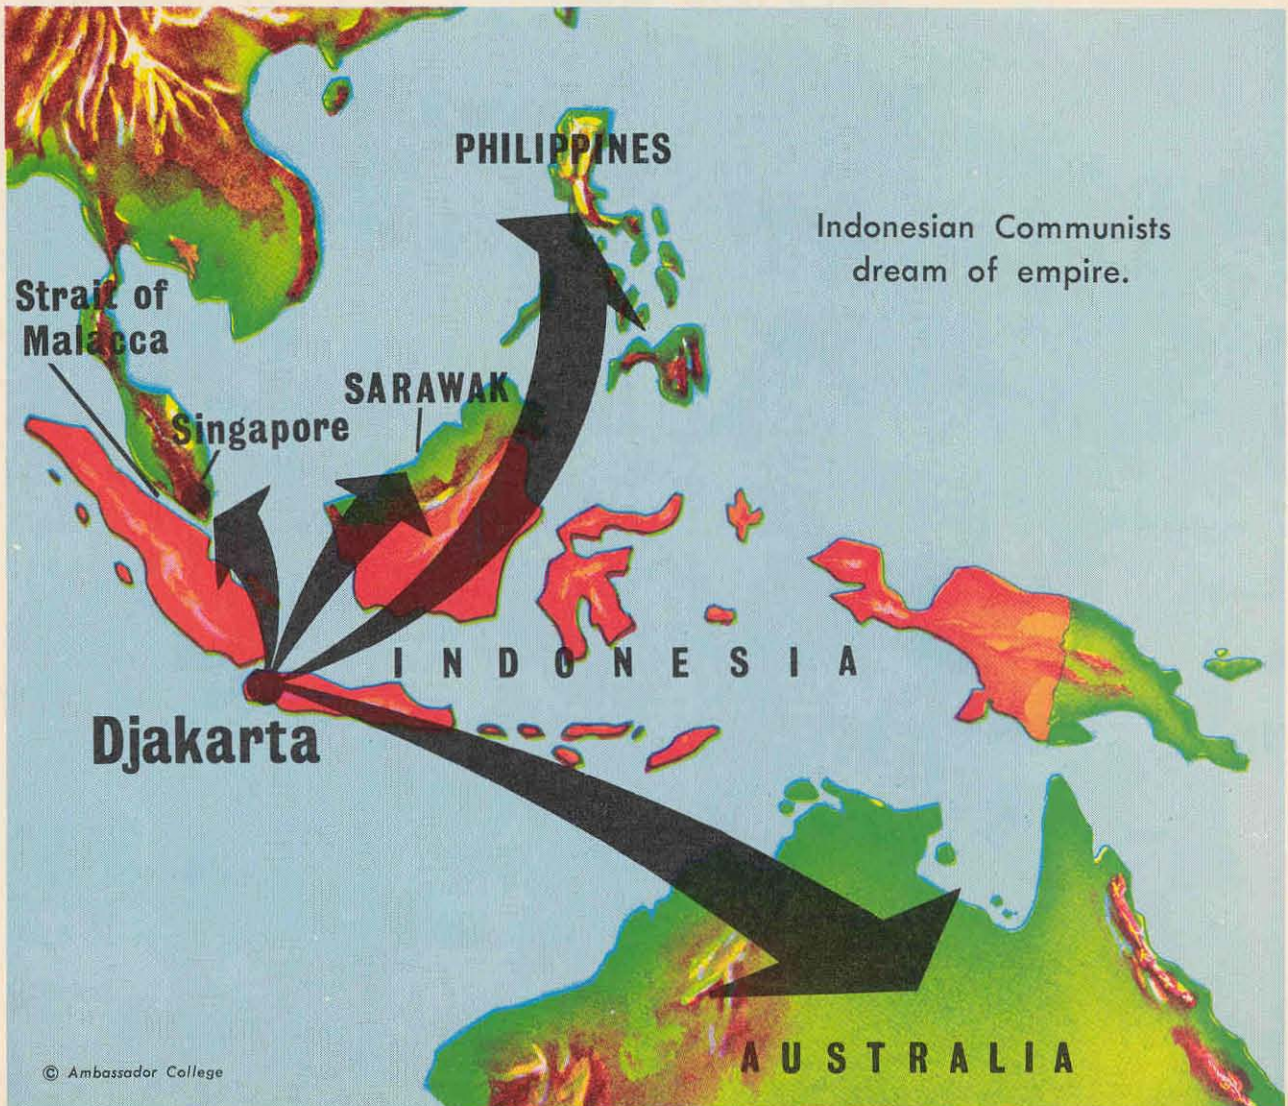 PHILIPPINES
Indonesian Communists
dream of empire.
Strait of
Malacca
SARAWAK
Singapore
INDONESIA
Djakarta
AUSTRALIA
© Ambassador College